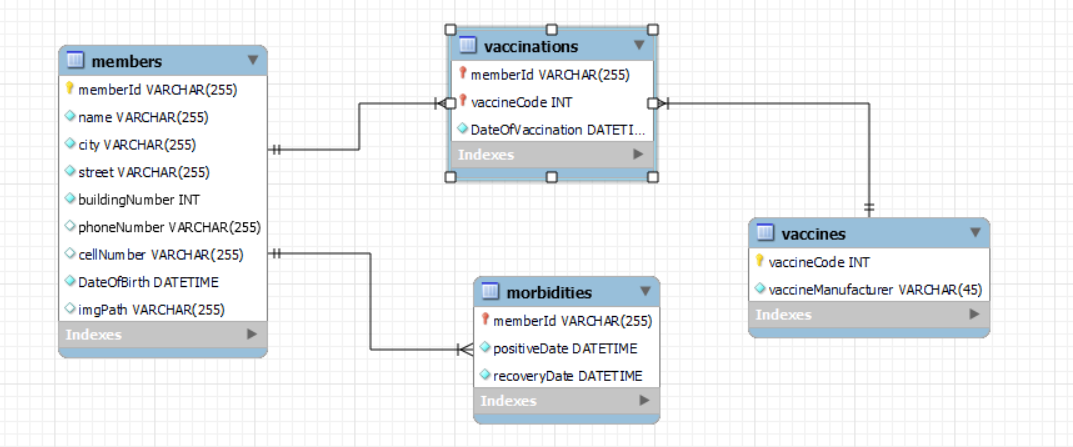 members
memberId VARCHAR(255)
name VARCHAR(255)
city VARCHAR(255)
street VARCHAR(255)
buildingNumber INT
phoneNumber VARCHAR(255)
cellNumber VARCHAR(255)
DateOfBirth DATETIME
imgPath VARCHAR(255)
Indexes
vaccinations
memberId VARCHAR(255)
vaccineCode INT
DateOfVaccination DATETI...
Indexes
morbidities
memberId VARCHAR(255)
positiveDate DATETIME
recoveryDate DATETIME
Indexes
vaccines
vaccineCode INT
vaccineManufacturer VARCHAR(45)
Indexes